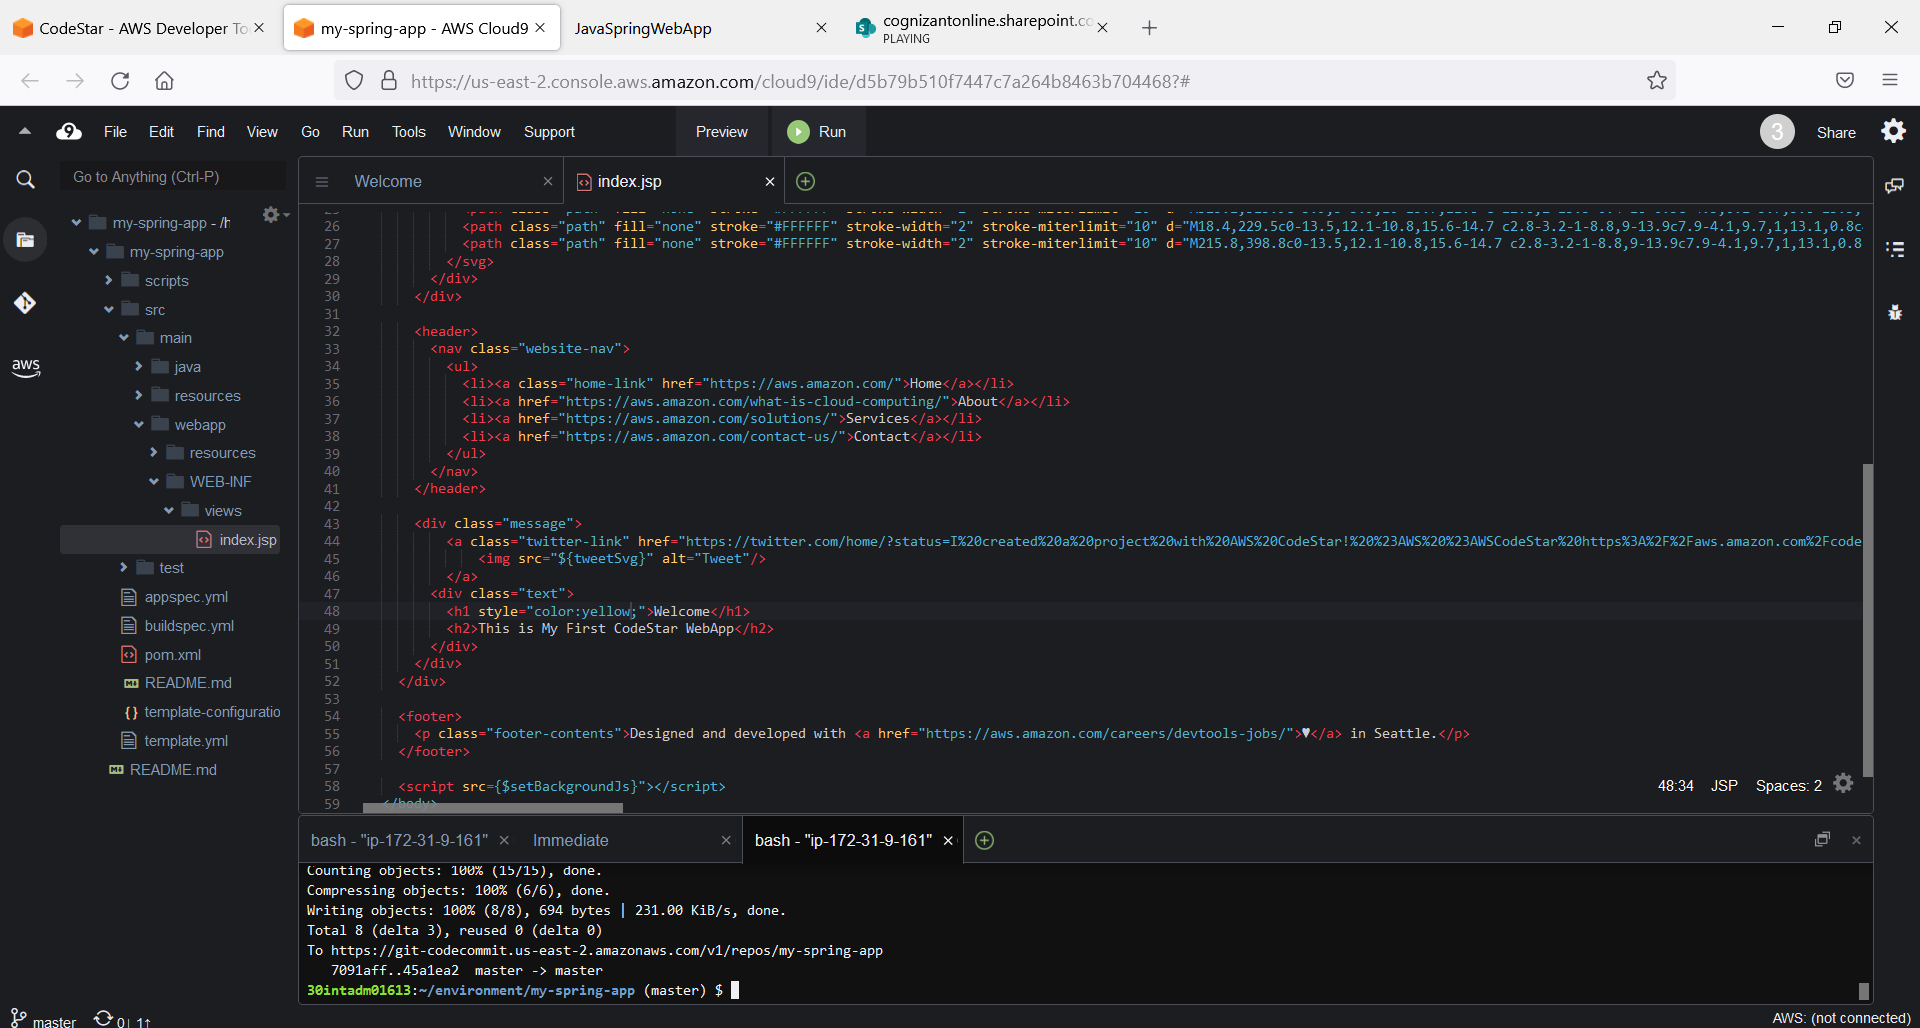 CodeStar - AWS Developer To
my-spring-app - AWS Cloud9
JavaSpringWebApp
cognizantonline.sharepoint.co
PLAYING
https://us-east-2.console.aws.amazon.com/cloud9/ide/d5b79b510f7447c7a264b8463b704468?#
9 File Edit Find View Go Run Tools Window Support Preview Run 3 Share
Go to Anything (Ctrl-P)
my-spring-app - /h
my-spring-app
scripts
src
main
java
resources
webapp
resources
WEB-INF
views
index.jsp
test
appspec.yml
buildspec.yml
pom.xml
README.md
template-configuratio
template.yml
README.md
aws
Welcome index.jsp
26 <path class="path" fill="none" stroke="#FFFFFF" stroke-width="2" stroke-miterlimit="10" d="M18.4,229.5c0-13.5,12.1-10.8,15.6-14.7 c2.8-3.2-1-8.8,9-13.9c7.9-4.1,9.7,1,13.1,0.8c
27 <path class="path" fill="none" stroke="#FFFFFF" stroke-width="2" stroke-miterlimit="10" d="M215.8,398.8c0-13.5,12.1-10.8,15.6-14.7 c2.8-3.2-1-8.8,9-13.9c7.9-4.1,9.7,1,13.1,0.8
28 </svg>
29 </div>
30 </div>
31
32 <header>
33 <nav class="website-nav">
34 <ul>
35 <li><a class="home-link" href="https://aws.amazon.com/">Home</a></li>
36 <li><a href="https://aws.amazon.com/what-is-cloud-computing/">About</a></li>
37 <li><a href="https://aws.amazon.com/solutions/">Services</a></li>
38 <li><a href="https://aws.amazon.com/contact-us/">Contact</a></li>
39 </ul>
40 </nav>
41 </header>
42
43 <div class="message">
44 <a class="twitter-link" href="https://twitter.com/home/?status=I%20created%20a%20project%20with%20AWS%20CodeStar!%20%23AWS%20%23AWSCodeStar%20https%3A%2F%2Faws.amazon.com%2Fcode
45 <img src="${tweetSvg}" alt="Tweet"/>
46 </a>
47 <div class="text">
48 <h1 style="color:yellow;">Welcome</h1>
49 <h2>This is My First CodeStar WebApp</h2>
50 </div>
51 </div>
52 </div>
53
54 <footer>
55 <p class="footer-contents">Designed and developed with <a href="https://aws.amazon.com/careers/devtools-jobs/">♥</a> in Seattle.</p>
56 </footer>
57
58 <script src={$setBackgroundJs}"></script>
59 </body>
48:34 JSP Spaces: 2
bash - "ip-172-31-9-161" Immediate bash - "ip-172-31-9-161"
Counting objects: 100% (15/15), done.
Compressing objects: 100% (6/6), done.
Writing objects: 100% (8/8), 694 bytes | 231.00 KiB/s, done.
Total 8 (delta 3), reused 0 (delta 0)
To https://git-codecommit.us-east-2.amazonaws.com/v1/repos/my-spring-app
7091aff..45a1ea2 master -> master
30intadm01613:~/environment/my-spring-app (master) $
master 0↓ 1↑
AWS: (not connected)